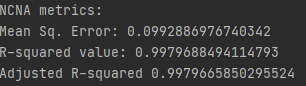 NCNA metrics:
Mean Sq. Error: 0.0992886976740342
R-squared value: 0.9979688494114793
Adjusted R-squared 0.9979665850295524